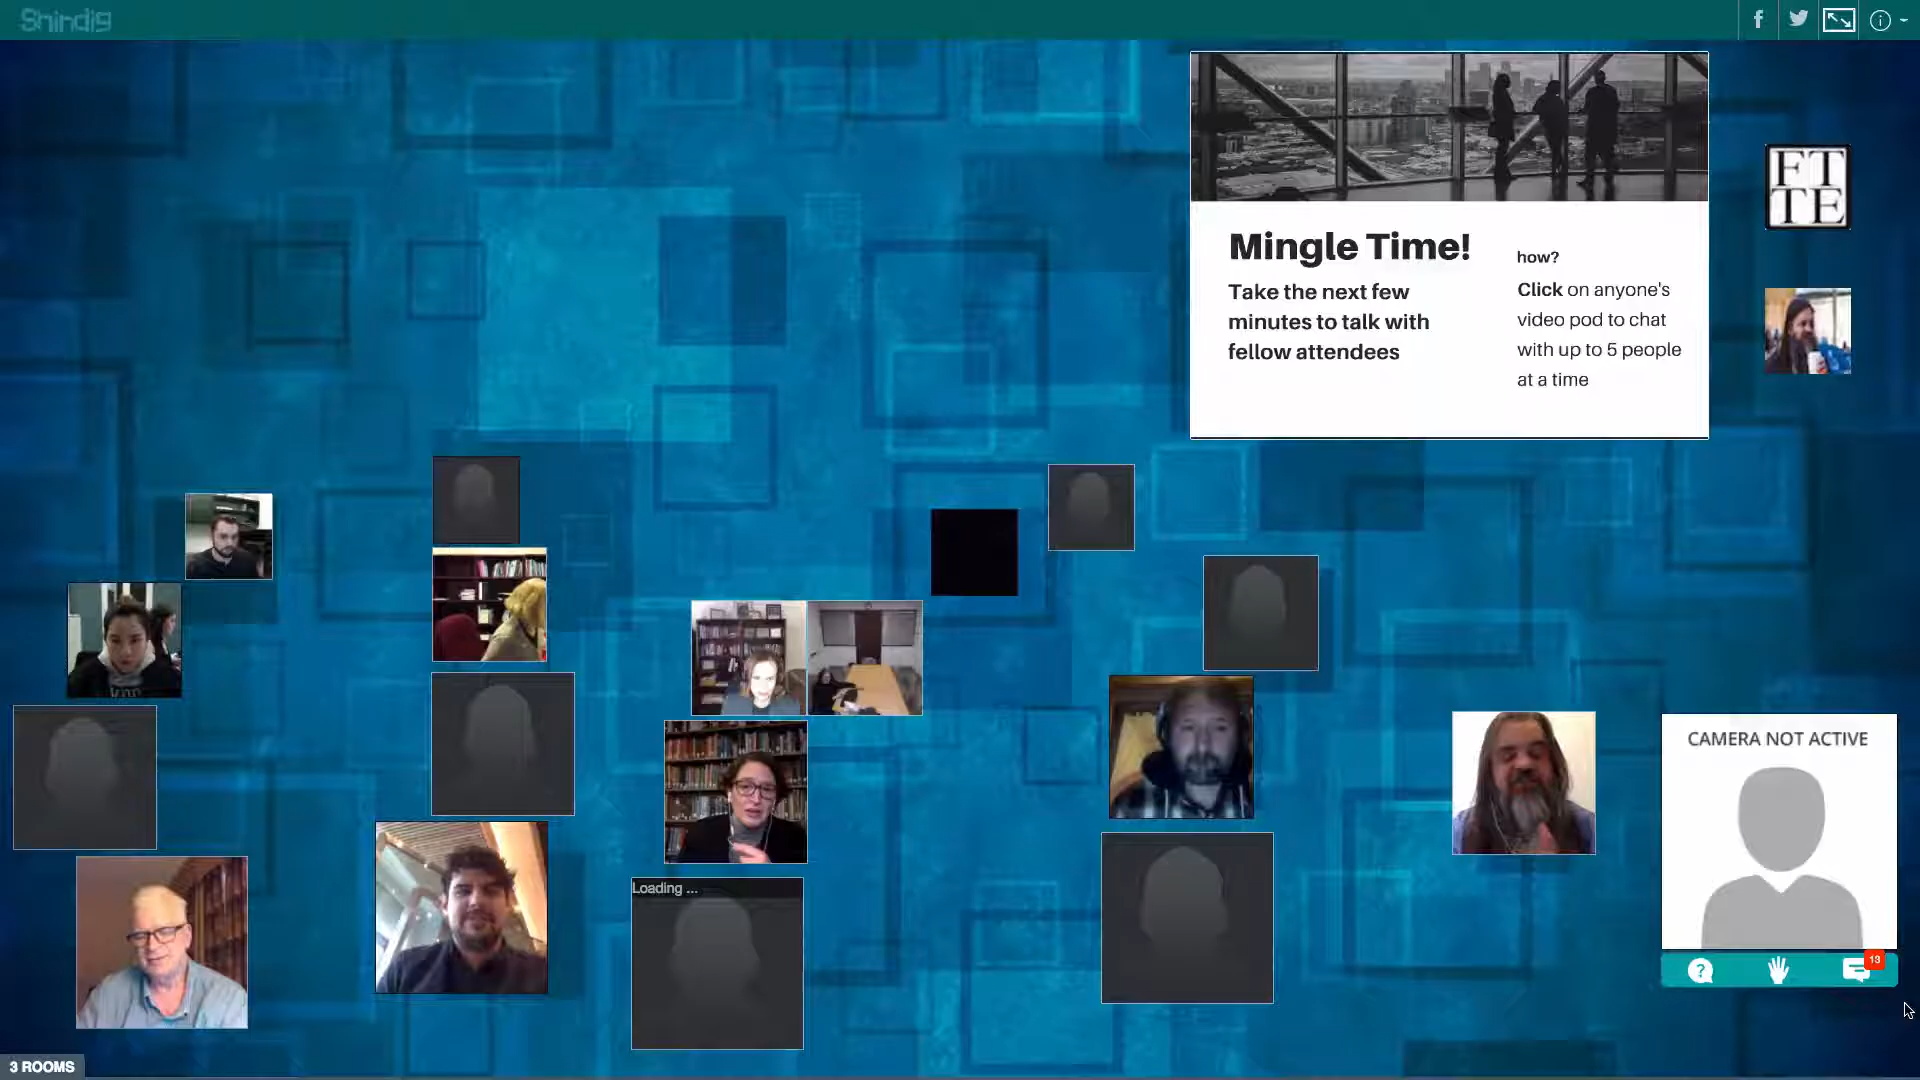 Shindig
Mingle Time!
Take the next few
minutes to talk with
fellow attendees
how?
Click on anyone's
video pod to chat
with up to 5 people
at a time
FT
TE
CAMERA NOT ACTIVE
Loading ...
13
3 ROOMS